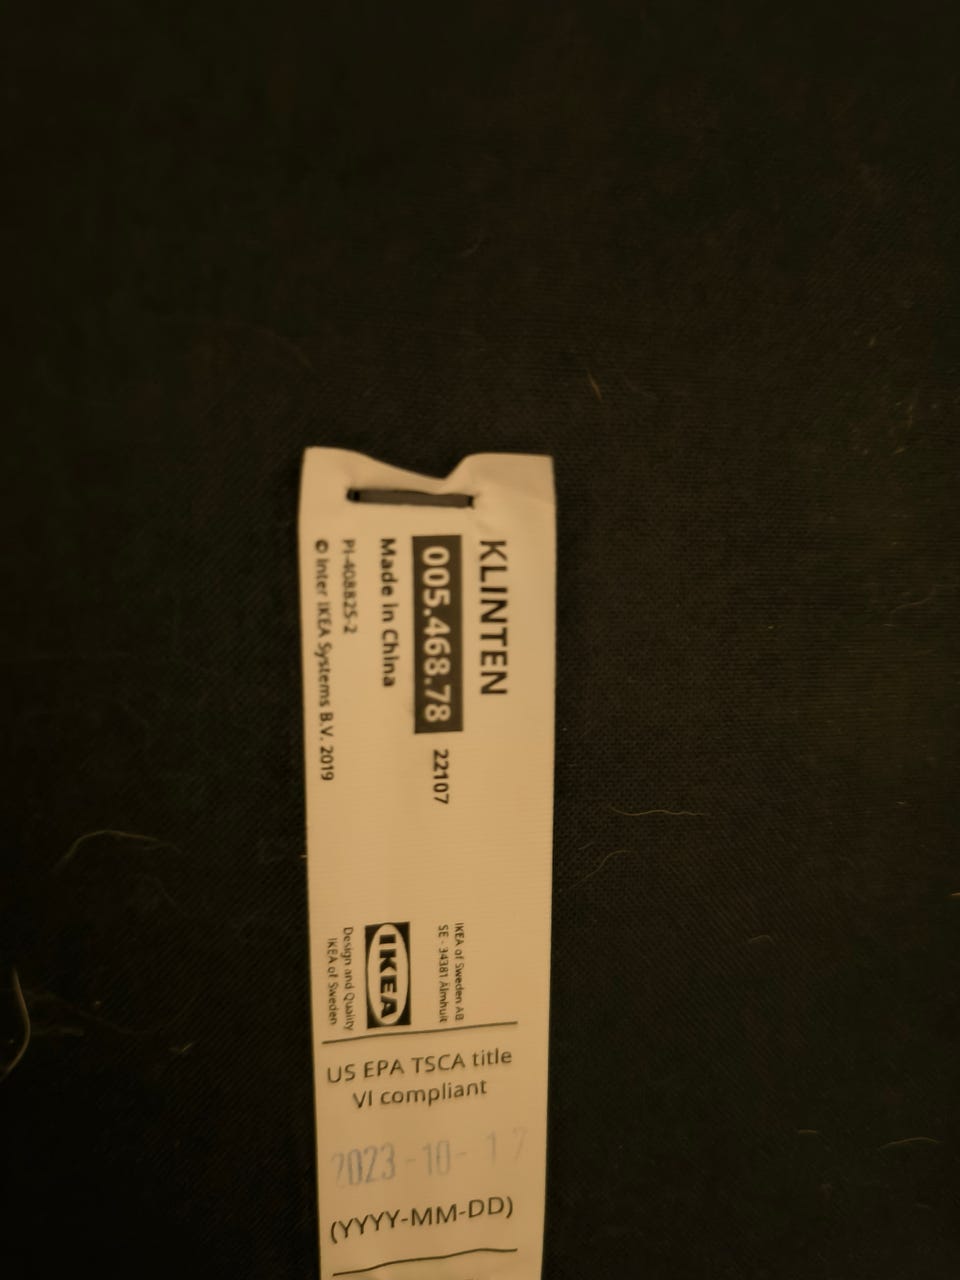 KLINTEN
005.468.78 22107
Made in China
PI-408825-2
© Inter IKEA Systems B.V. 2019
IKEA of Sweden AB
SE - 34381 Älmhult
IKEA
Design and Quality
IKEA of Sweden
US EPA TSCA title
VI compliant
2023-10-17
(YYYY-MM-DD)